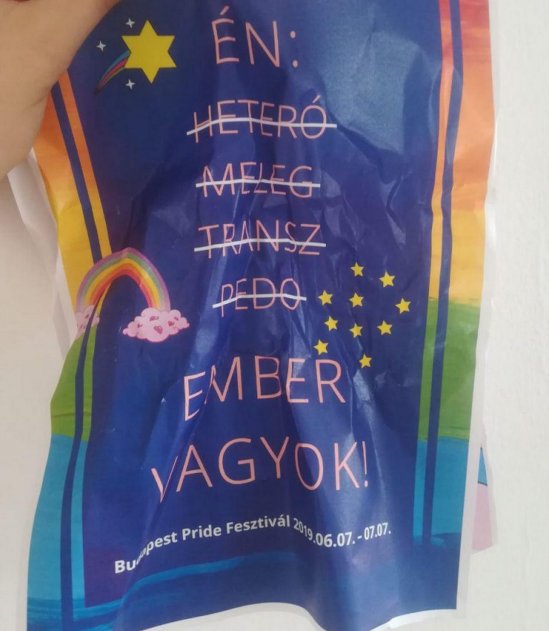 ÉN:
HETERÓ
MELEG
TRANSZ
PEDO
EMBER
VAGYOK!
Budapest Pride Fesztivál 2019.06.07. - 07.07.